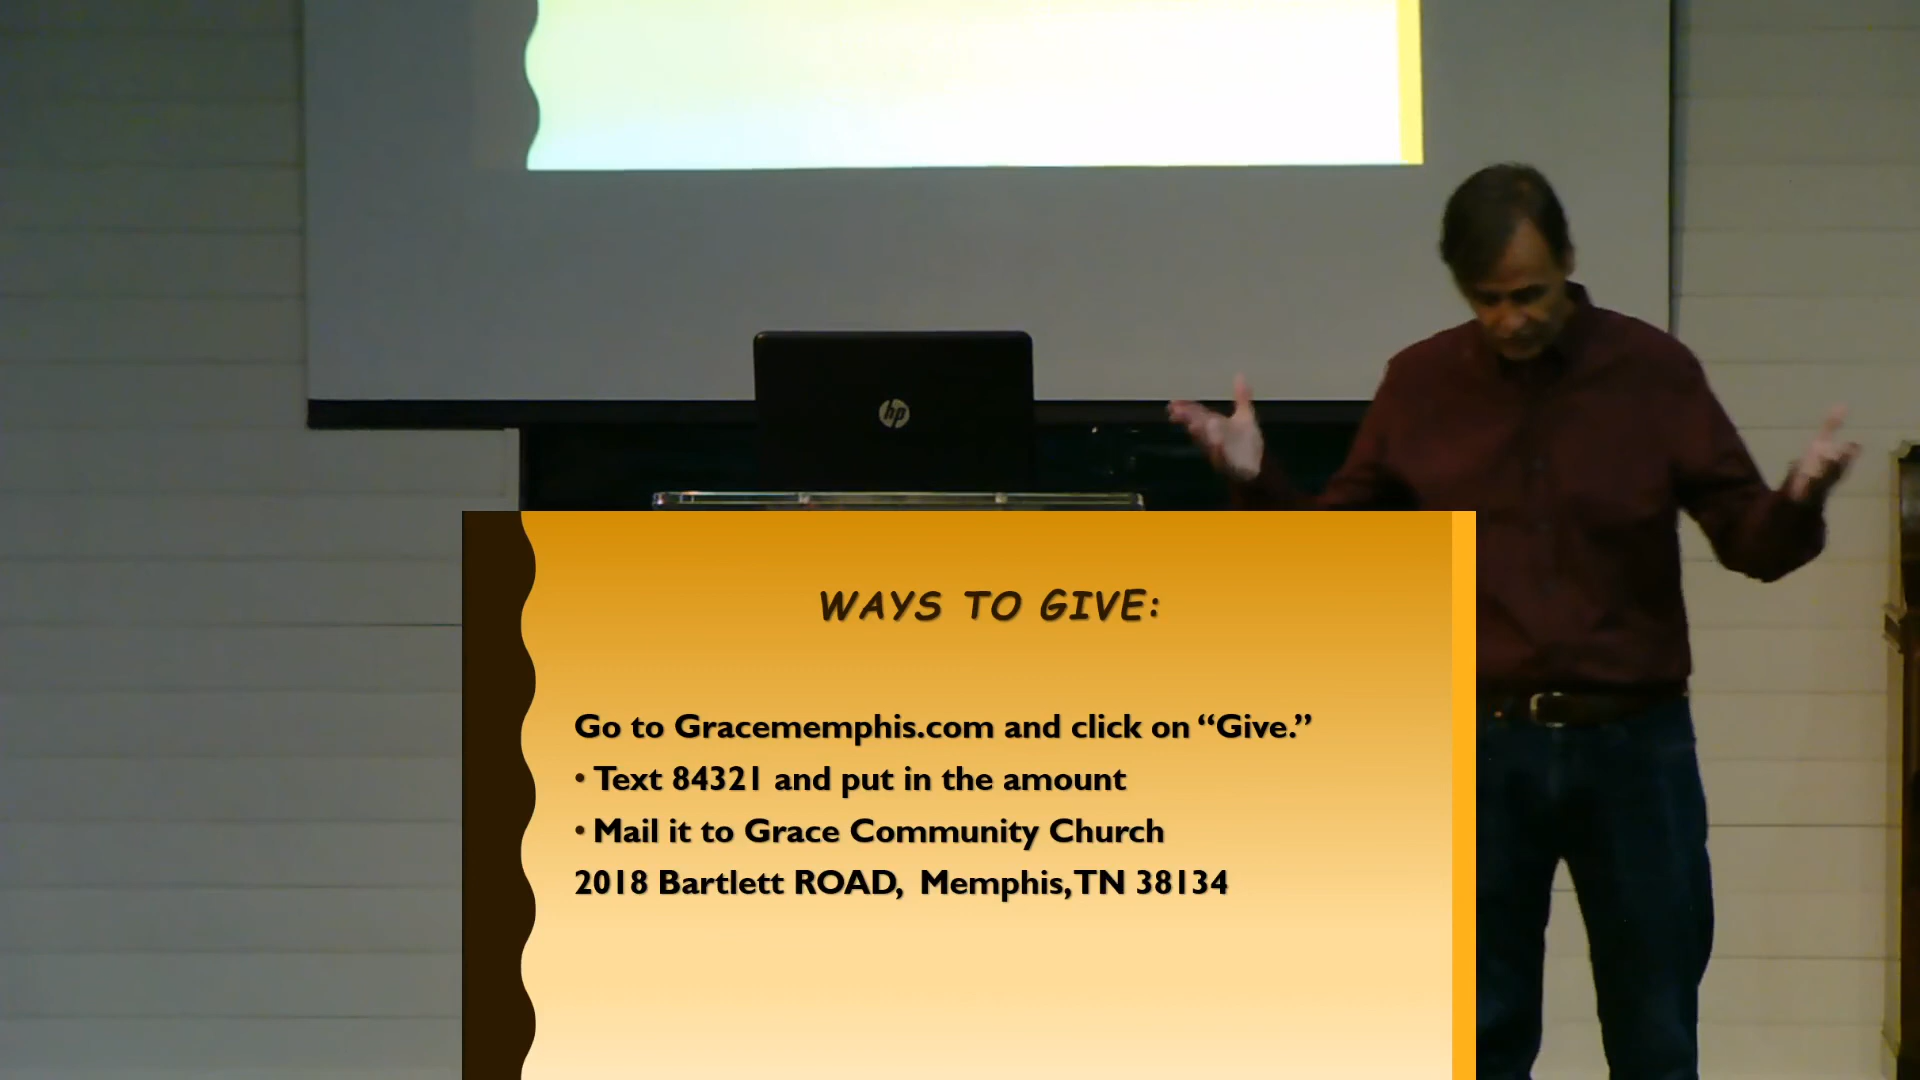 hp
WAYS TO GIVE:
Go to Gracememphis.com and click on “Give.”
• Text 84321 and put in the amount
• Mail it to Grace Community Church
2018 Bartlett ROAD, Memphis, TN 38134